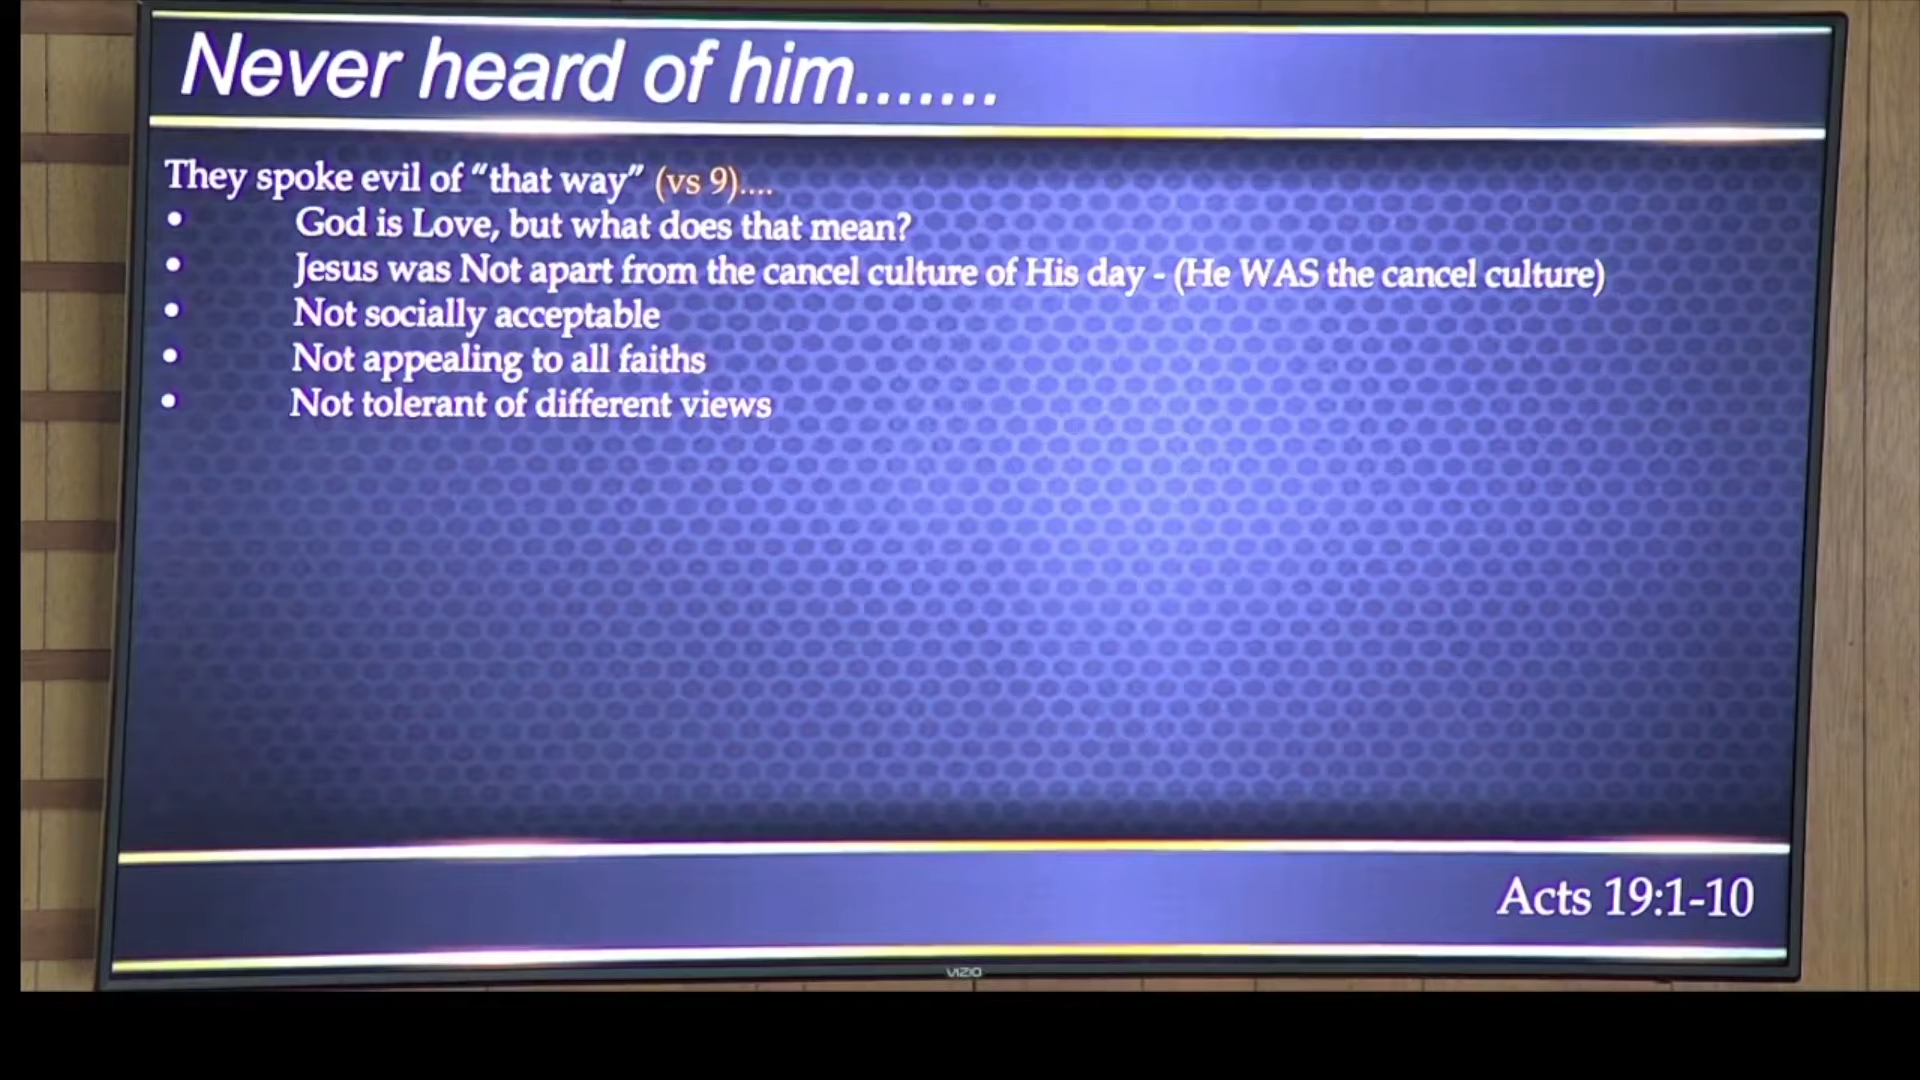 Never heard of him.......
They spoke evil of “that way” (vs 9)....
• God is Love, but what does that mean?
• Jesus was Not apart from the cancel culture of His day - (He WAS the cancel culture)
• Not socially acceptable
• Not appealing to all faiths
• Not tolerant of different views
Acts 19:1-10
VIZIO